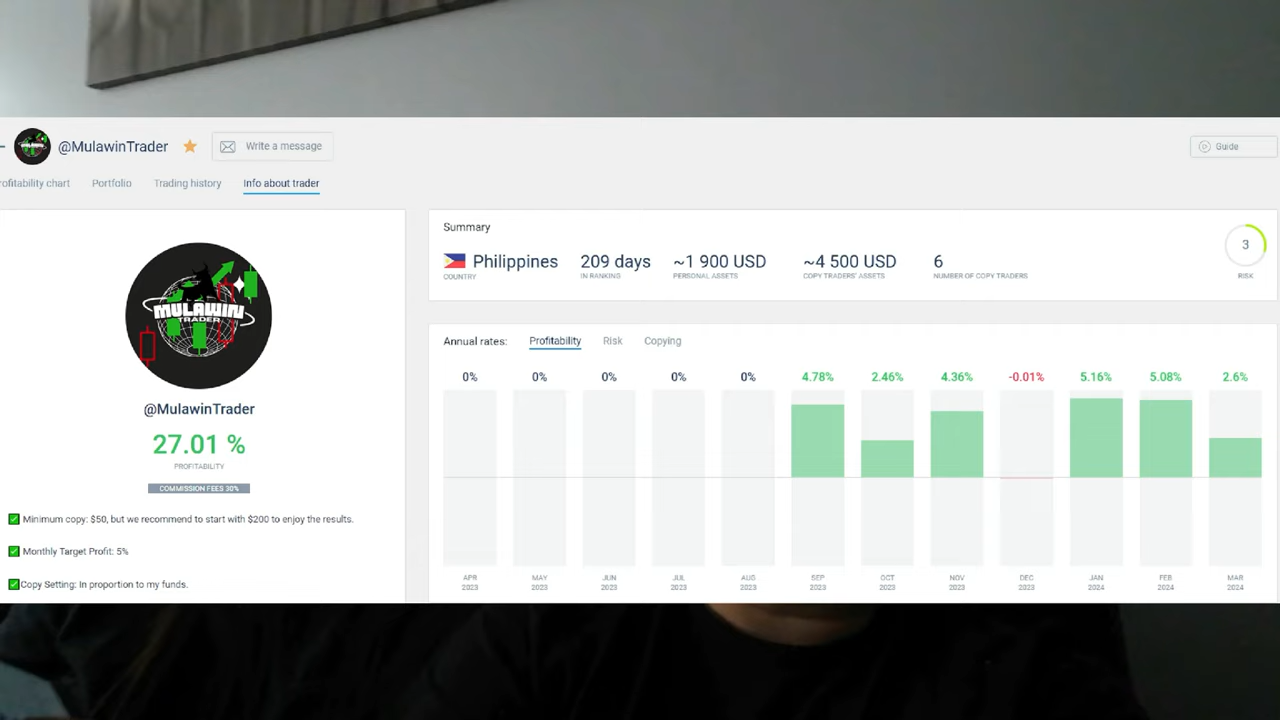 @MulawinTrader
Write a message
Guide
rofitability chart
Portfolio
Trading history
Info about trader
MULAWIN
TRADER
@MulawinTrader
27.01 %
PROFITABILITY
COMMISSION FEES 30%
Minimum copy: $50, but we recommend to start with $200 to enjoy the results.
Monthly Target Profit: 5%
Copy Setting: In proportion to my funds.
Summary
Philippines
COUNTRY
209 days
IN RANKING
~1 900 USD
PERSONAL ASSETS
~4 500 USD
COPY TRADERS' ASSETS
6
NUMBER OF COPY TRADERS
3
RISK
Annual rates:
Profitability
Risk
Copying
0% 0% 0% 0% 0% 4.78% 2.46% 4.36% -0.01% 5.16% 5.08% 2.6%
APR MAY JUN JUL AUG SEP OCT NOV DEC JAN FEB MAR
2023 2023 2023 2023 2023 2023 2023 2023 2023 2024 2024 2024